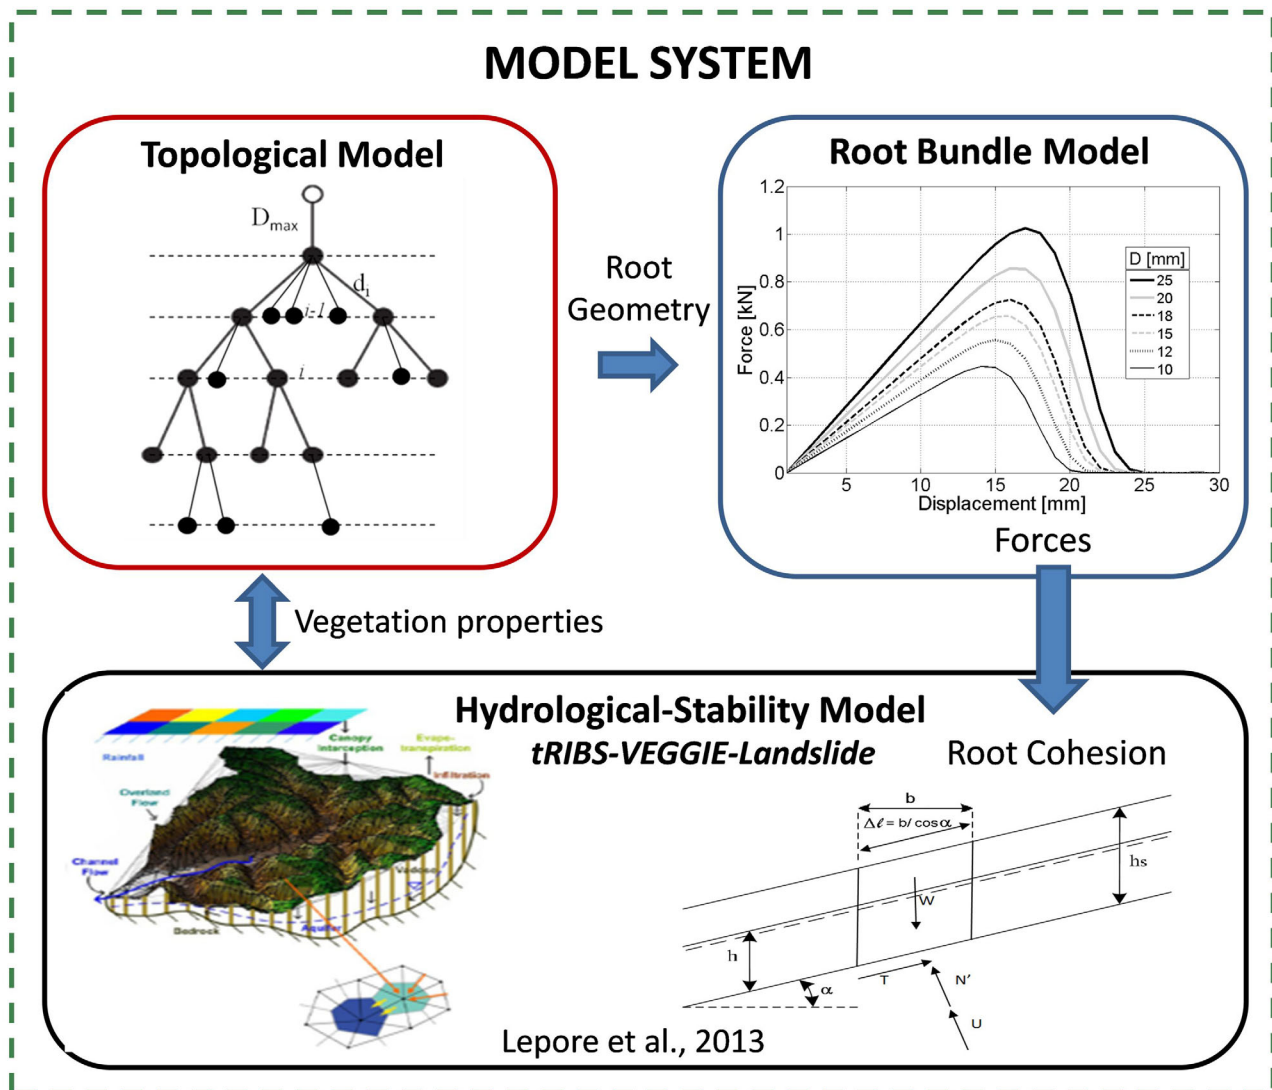 MODEL SYSTEM
Topological Model
Dmax
di
i-1
i
Root
Geometry
Root Bundle Model
1.2
1
0.8
0.6
0.4
0.2
0
Force [kN]
D [mm]
25
20
18
15
12
10
5
10
15
20
25
30
Displacement [mm]
Forces
Vegetation properties
Hydrological-Stability Model
tRIBS-VEGGIE-Landslide
Root Cohesion
Rainfall
Canopy
Interception
Evapo-
transpiration
Infiltration
Overland
Flow
Channel
Flow
Vadose
Bedrock
Aquifer
b
Δℓ = b/ cosα
hs
W
h
α
T
N’
U
Lepore et al., 2013